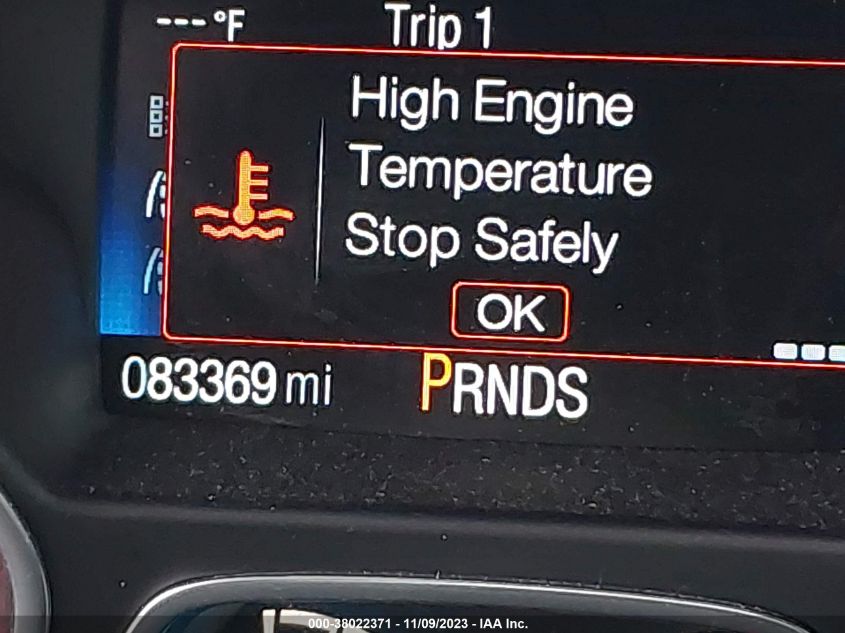 ---°F Trip 1
High Engine
Temperature
Stop Safely
OK
083369 mi PRNDS
000-38022371 - 11/09/2023 - IAA Inc.